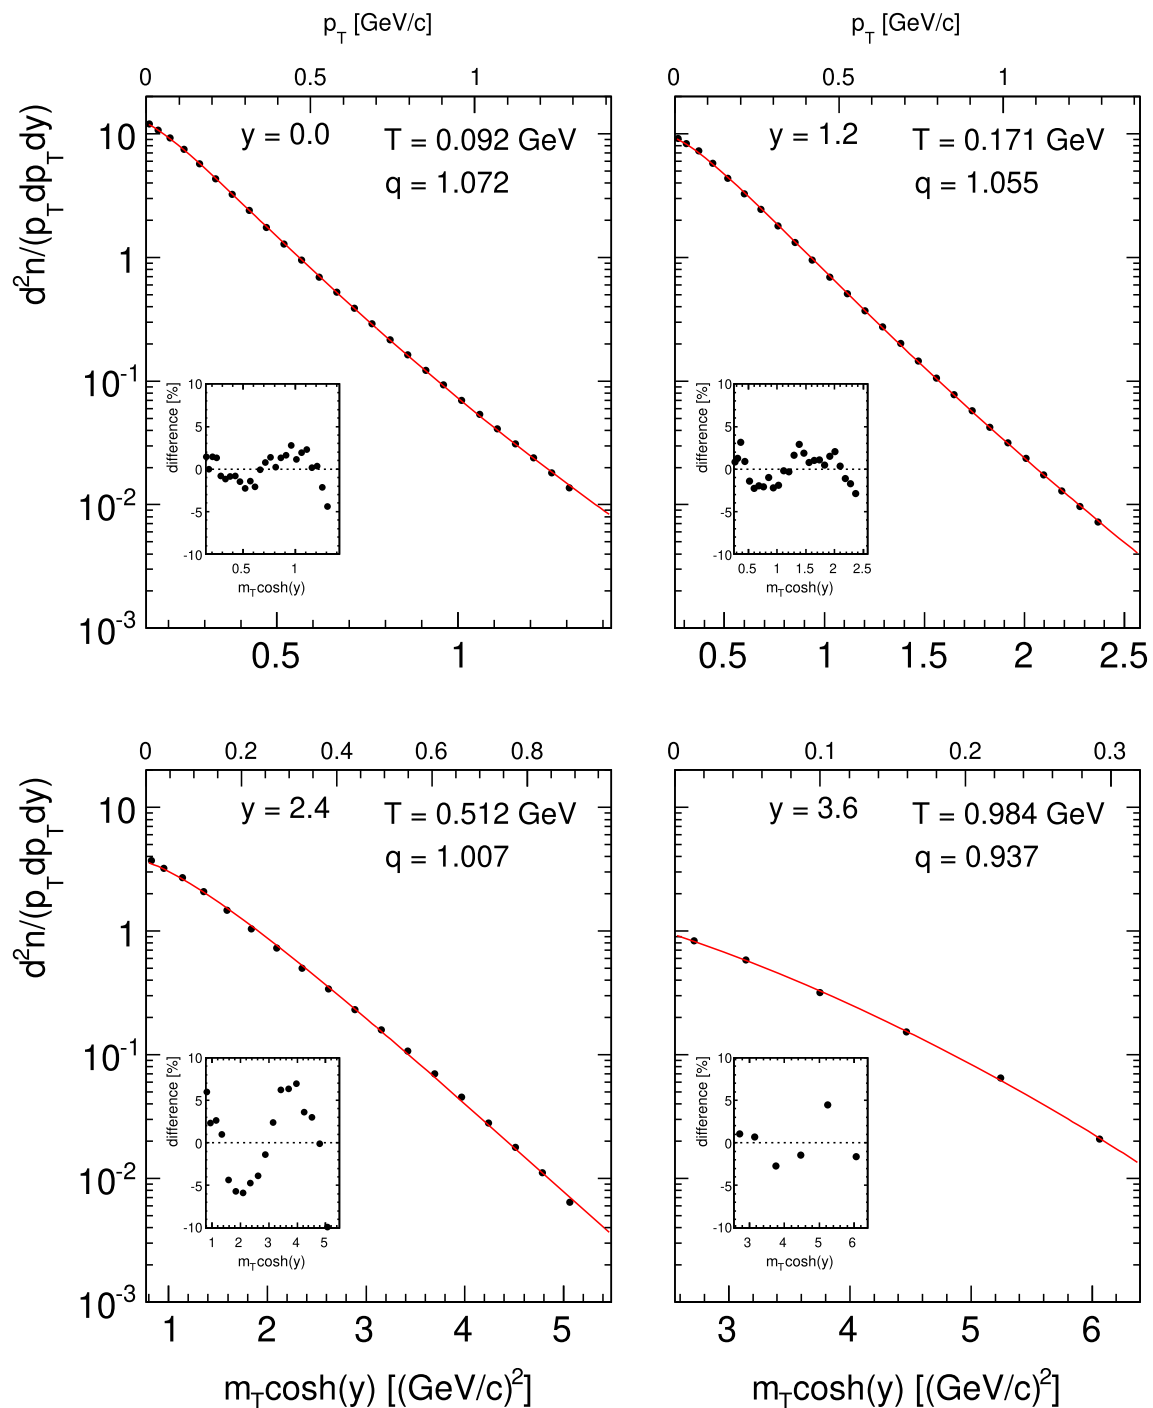 p_T [GeV/c]
p_T [GeV/c]
0 0.5 1
0 0.5 1
y = 0.0
T = 0.092 GeV
q = 1.072
d²n/(p_T dp_T dy)
10
1
10⁻¹
10⁻²
10⁻³
difference [%]
10
5
0
-5
-10
0.5 1
m_T cosh(y)
0.5 1
y = 1.2
T = 0.171 GeV
q = 1.055
difference [%]
10
5
0
-5
-10
0.5 1 1.5 2 2.5
m_T cosh(y)
0.5 1 1.5 2 2.5
0 0.2 0.4 0.6 0.8
0 0.1 0.2 0.3
y = 2.4
T = 0.512 GeV
q = 1.007
d²n/(p_T dp_T dy)
10
1
10⁻¹
10⁻²
10⁻³
difference [%]
10
5
0
-5
-10
1 2 3 4 5
m_T cosh(y)
1 2 3 4 5
m_T cosh(y) [(GeV/c)²]
y = 3.6
T = 0.984 GeV
q = 0.937
difference [%]
10
5
0
-5
-10
3 4 5 6
m_T cosh(y)
3 4 5 6
m_T cosh(y) [(GeV/c)²]